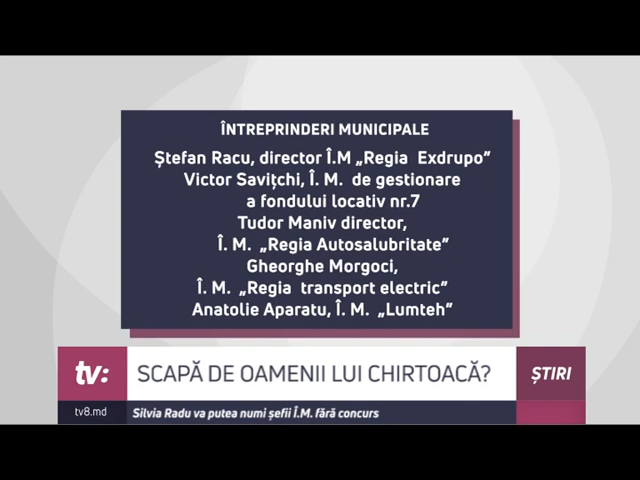 ÎNTREPRINDERI MUNICIPALE
Ștefan Racu, director Î.M „Regia Exdrupo”
Victor Savițchi, Î. M. de gestionare
a fondului locativ nr.7
Tudor Maniv director,
Î. M. „Regia Autosalubritate”
Gheorghe Morgoci,
Î. M. „Regia transport electric”
Anatolie Aparatu, Î. M. „Lumteh”
tv: SCAPĂ DE OAMENII LUI CHIRTOACĂ? ȘTIRI
tv8.md Silvia Radu va putea numi șefii Î.M. fără concurs